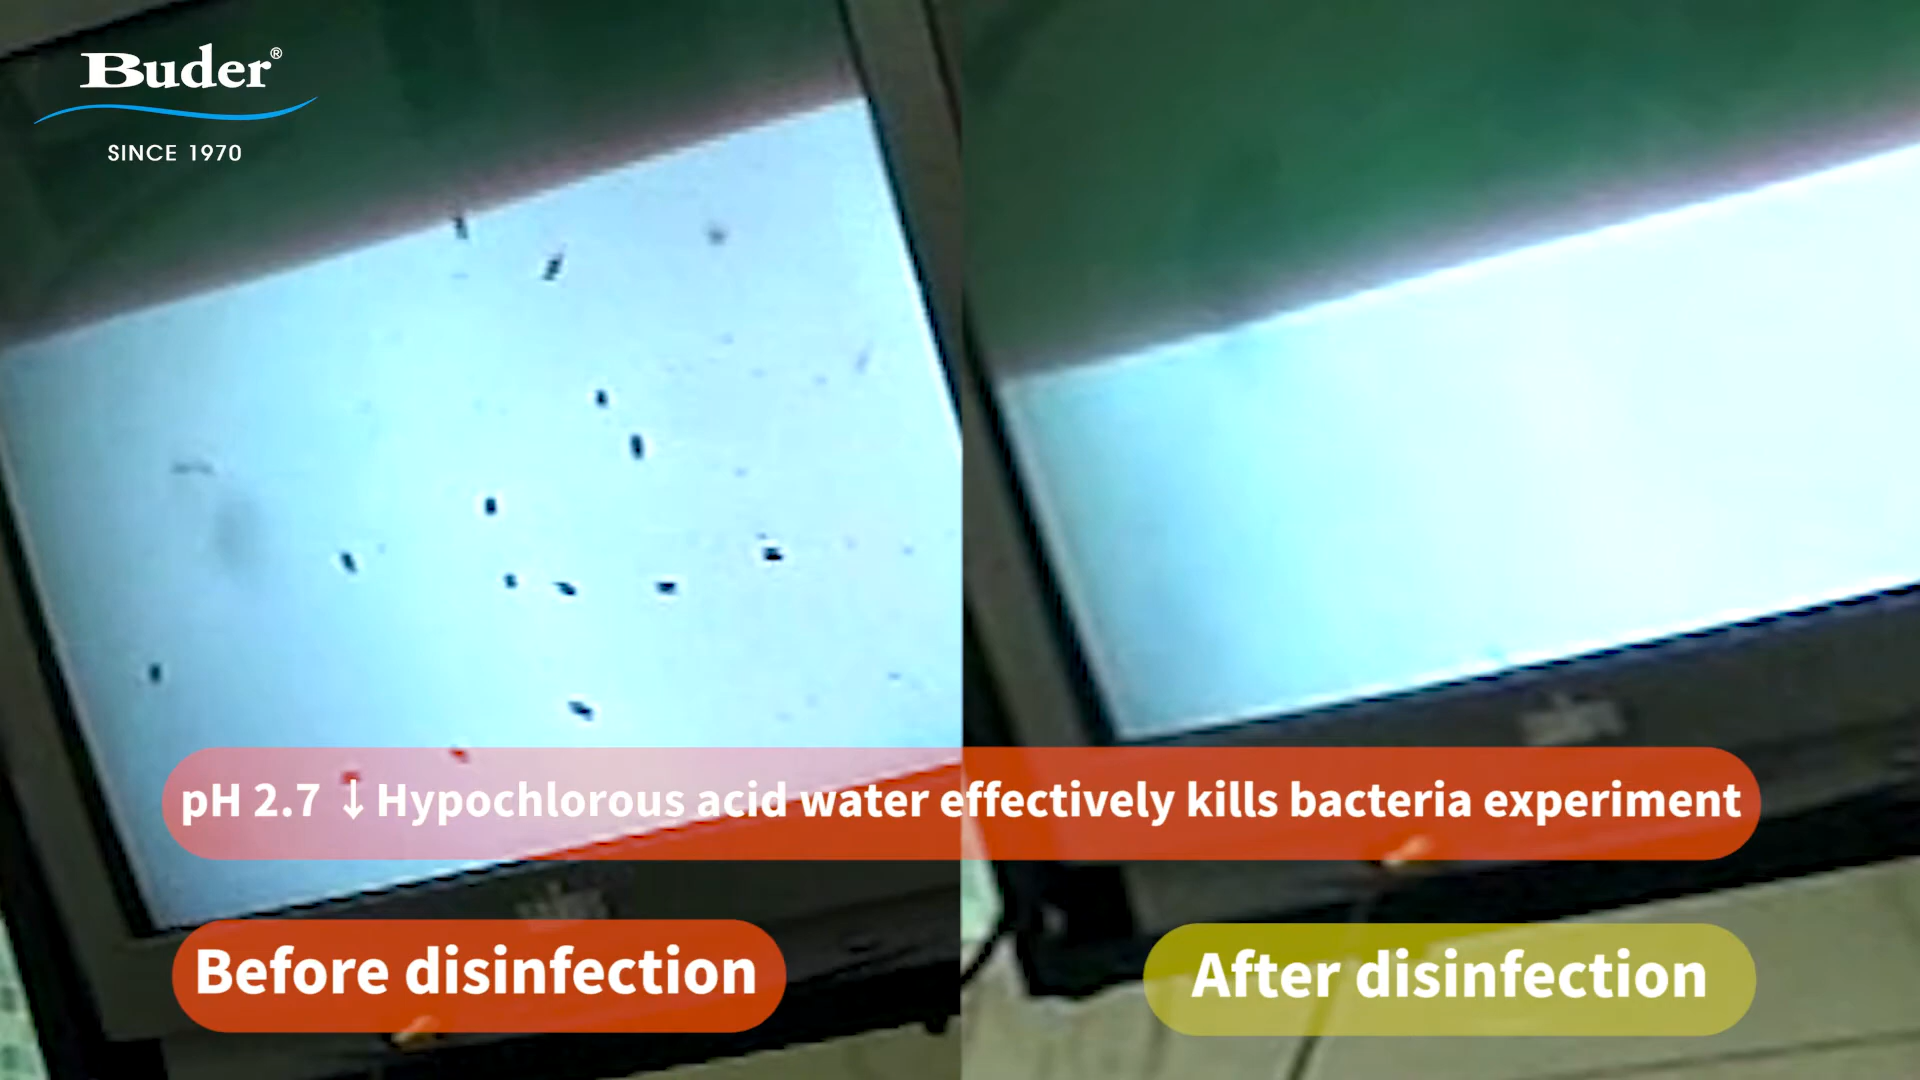 Buder®
SINCE 1970
pH 2.7 ↓ Hypochlorous acid water effectively kills bacteria experiment
Before disinfection
After disinfection